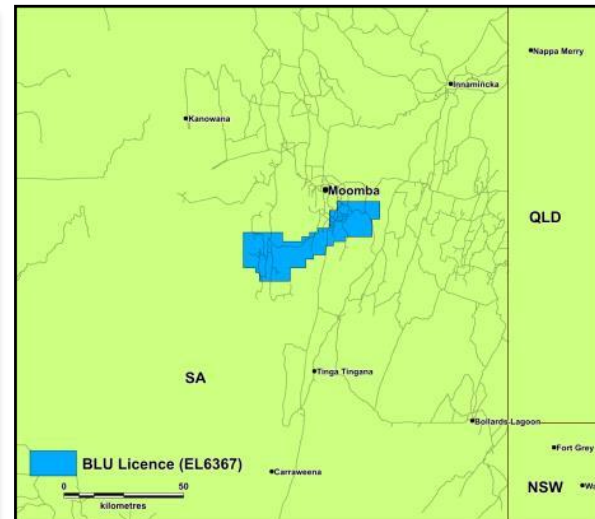 Nappa Merry
Innamincka
Kanowana
Moomba
QLD
SA
Tinga Tingana
Bollards Lagoon
Fort Grey
BLU Licence (EL6367)
Carraweena
NSW
0 50
kilometres